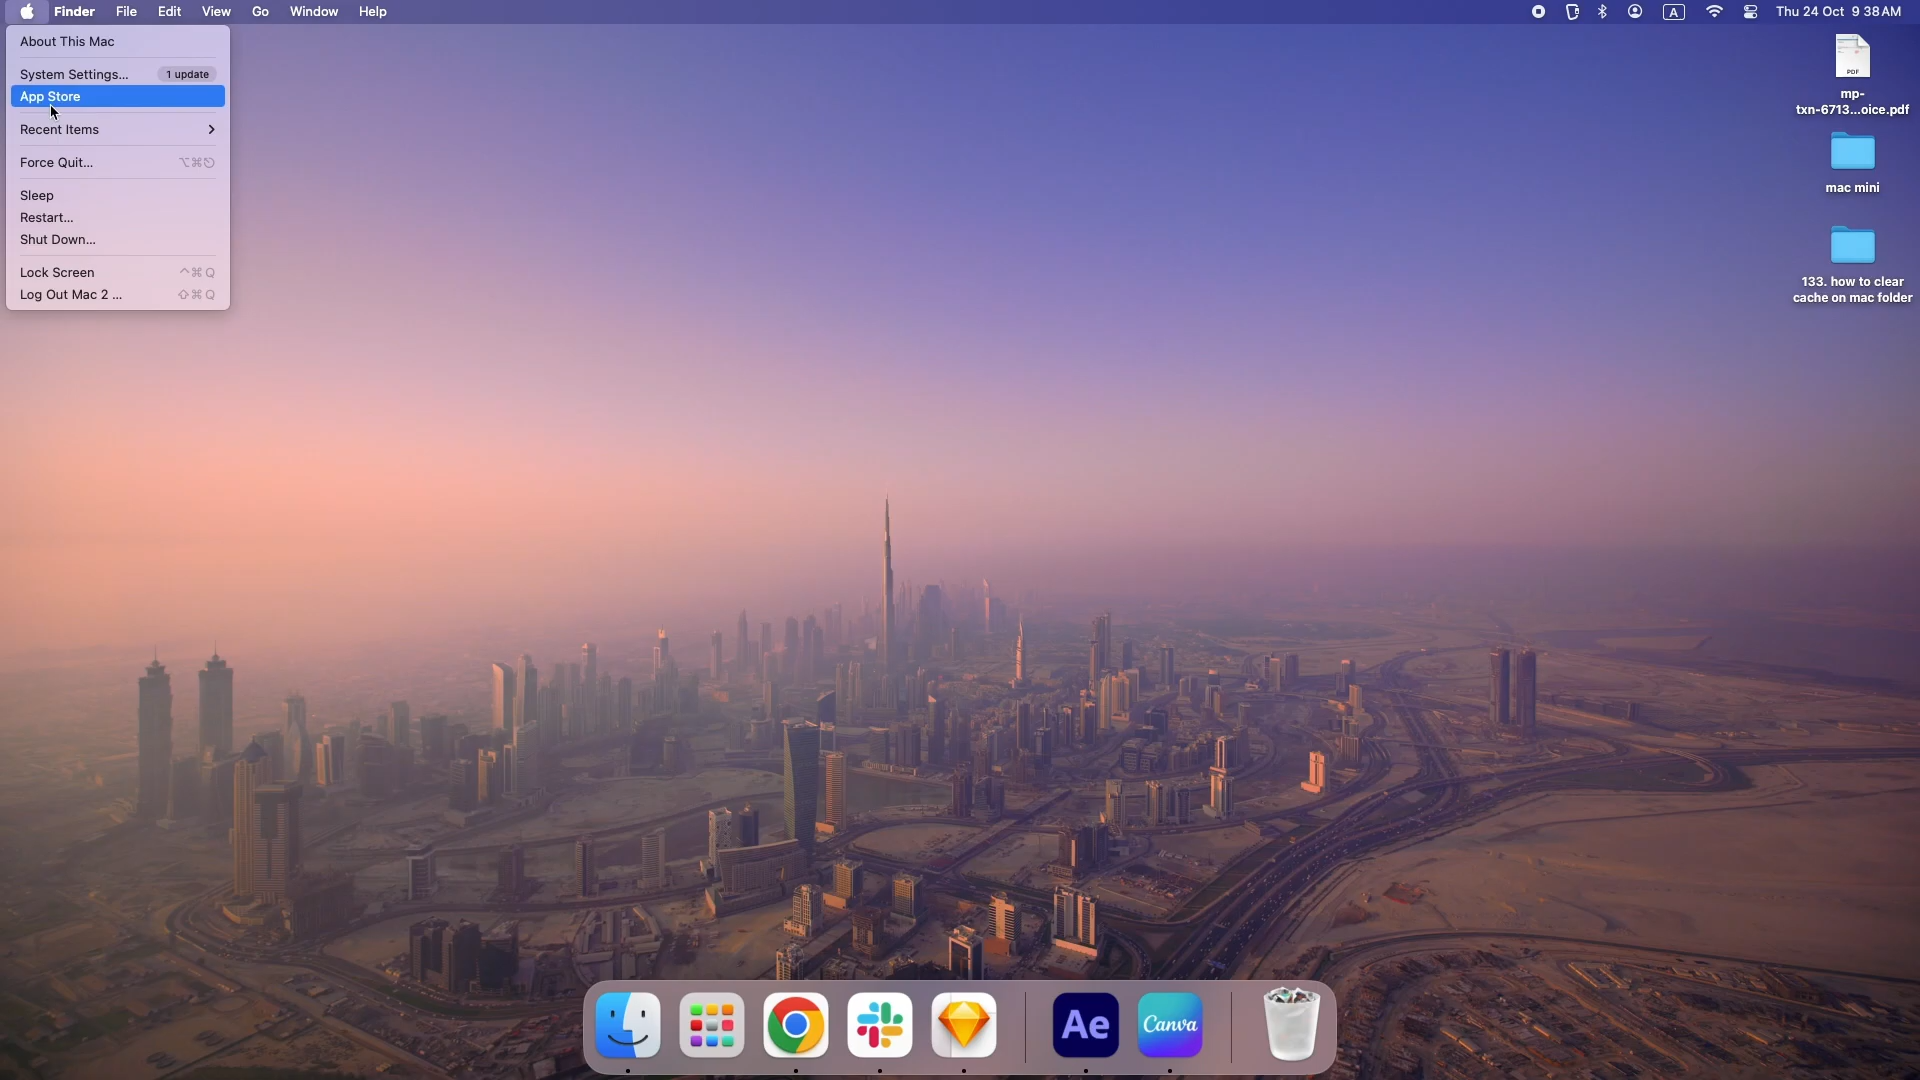 Finder File Edit View Go Window Help A Thu 24 Oct 9 38 AM
About This Mac
System Settings... 1 update
App Store
Recent Items
Force Quit... ⌥⌘⎋
Sleep
Restart...
Shut Down...
Lock Screen ^⌘Q
Log Out Mac 2 ... ⇧⌘Q
PDF
mp-
txn-6713...oice.pdf
mac mini
133. how to clear
cache on mac folder
Ae
Canva